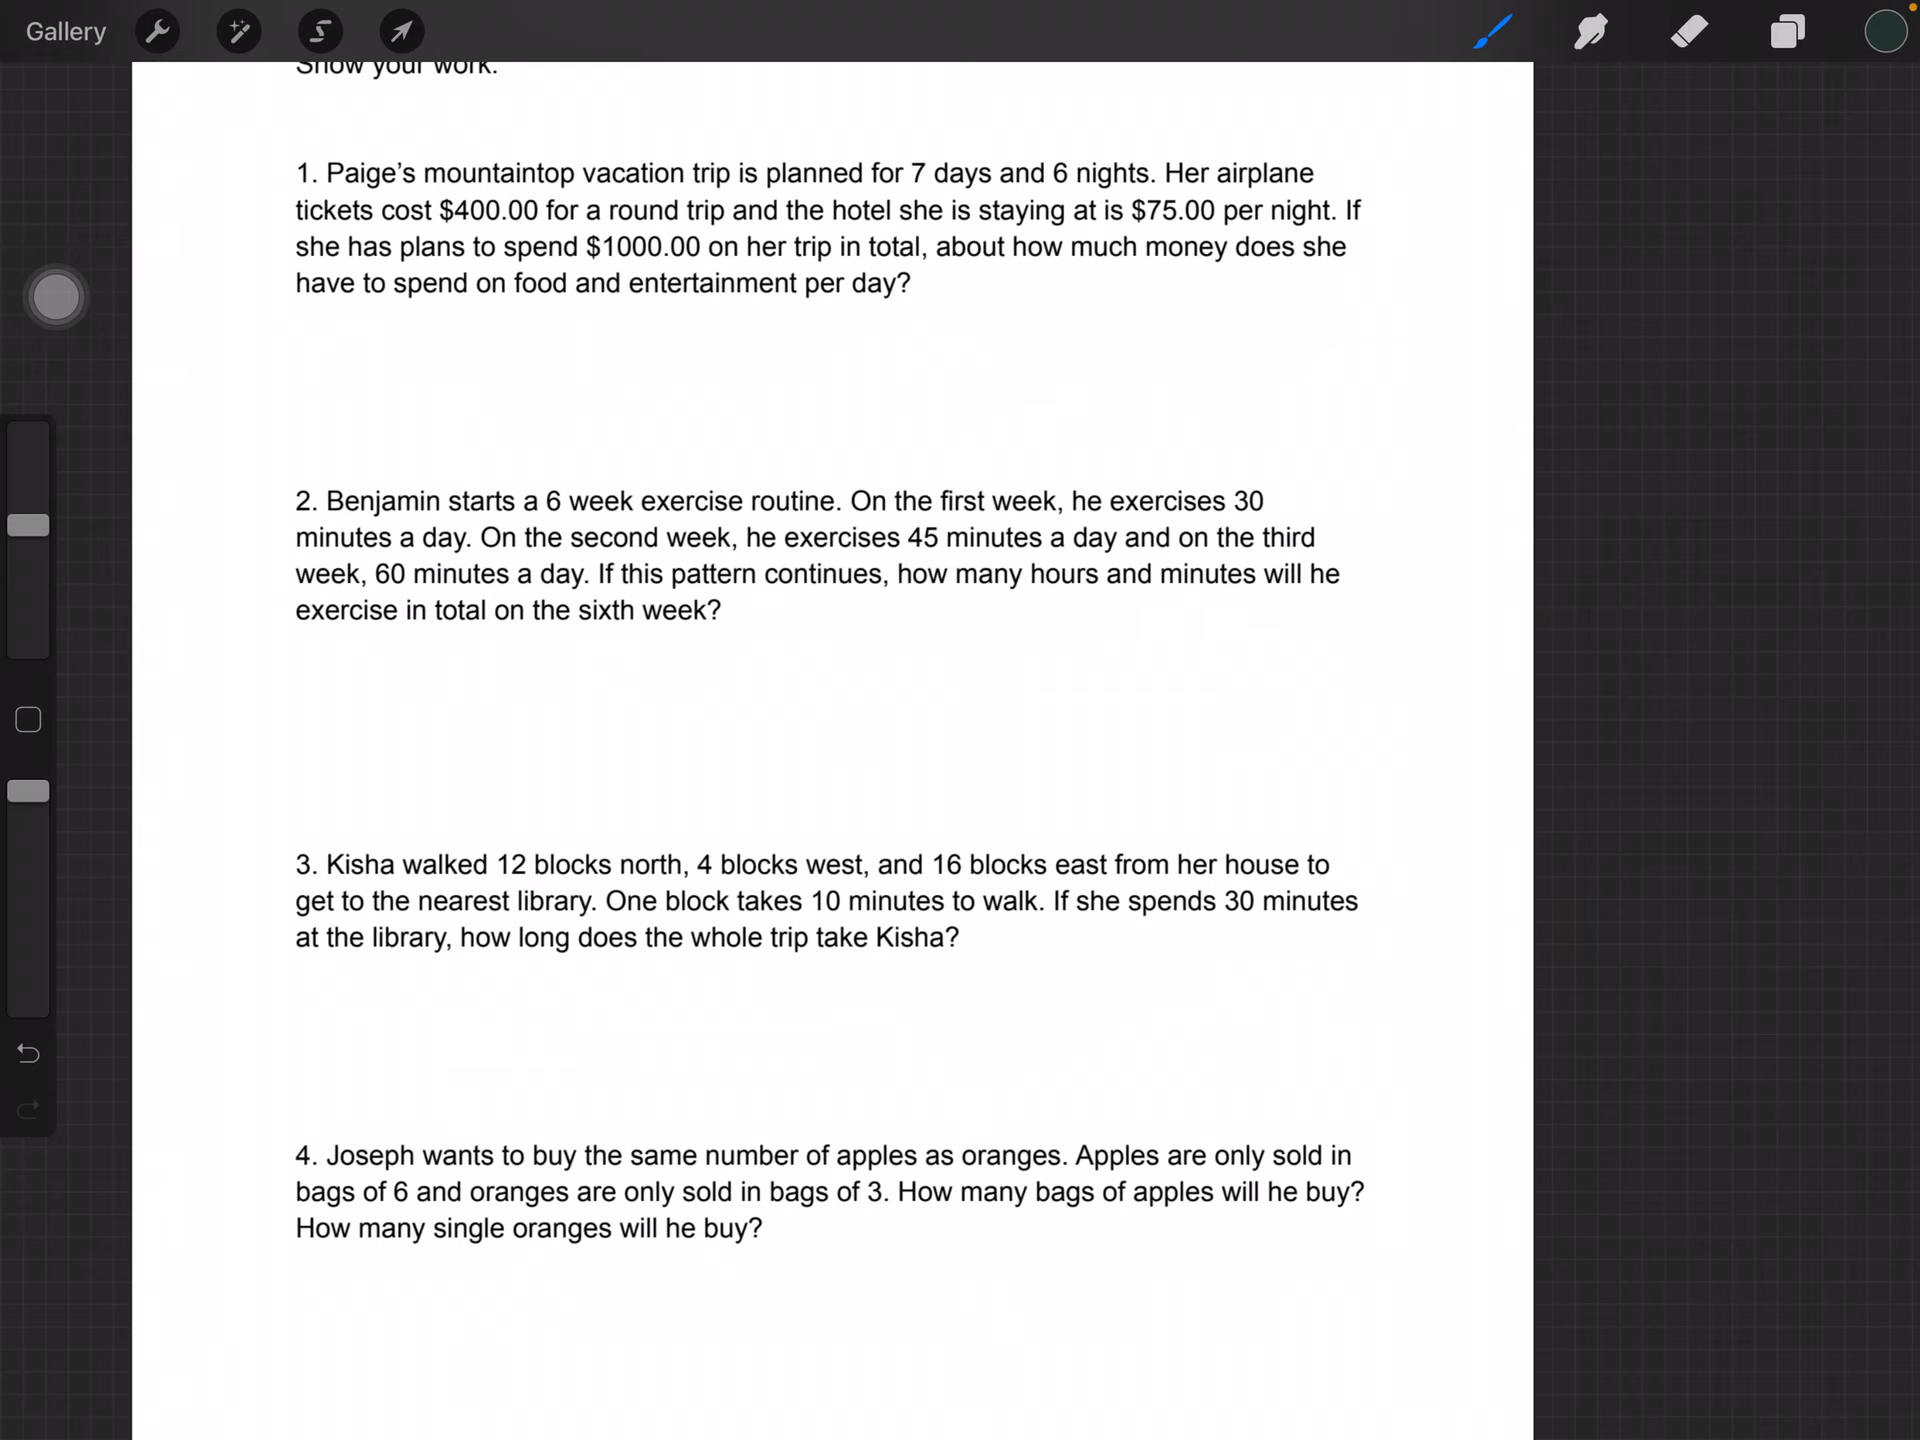 Gallery
Show your work.
1. Paige’s mountaintop vacation trip is planned for 7 days and 6 nights. Her airplane
tickets cost $400.00 for a round trip and the hotel she is staying at is $75.00 per night. If
she has plans to spend $1000.00 on her trip in total, about how much money does she
have to spend on food and entertainment per day?
2. Benjamin starts a 6 week exercise routine. On the first week, he exercises 30
minutes a day. On the second week, he exercises 45 minutes a day and on the third
week, 60 minutes a day. If this pattern continues, how many hours and minutes will he
exercise in total on the sixth week?
3. Kisha walked 12 blocks north, 4 blocks west, and 16 blocks east from her house to
get to the nearest library. One block takes 10 minutes to walk. If she spends 30 minutes
at the library, how long does the whole trip take Kisha?
4. Joseph wants to buy the same number of apples as oranges. Apples are only sold in
bags of 6 and oranges are only sold in bags of 3. How many bags of apples will he buy?
How many single oranges will he buy?